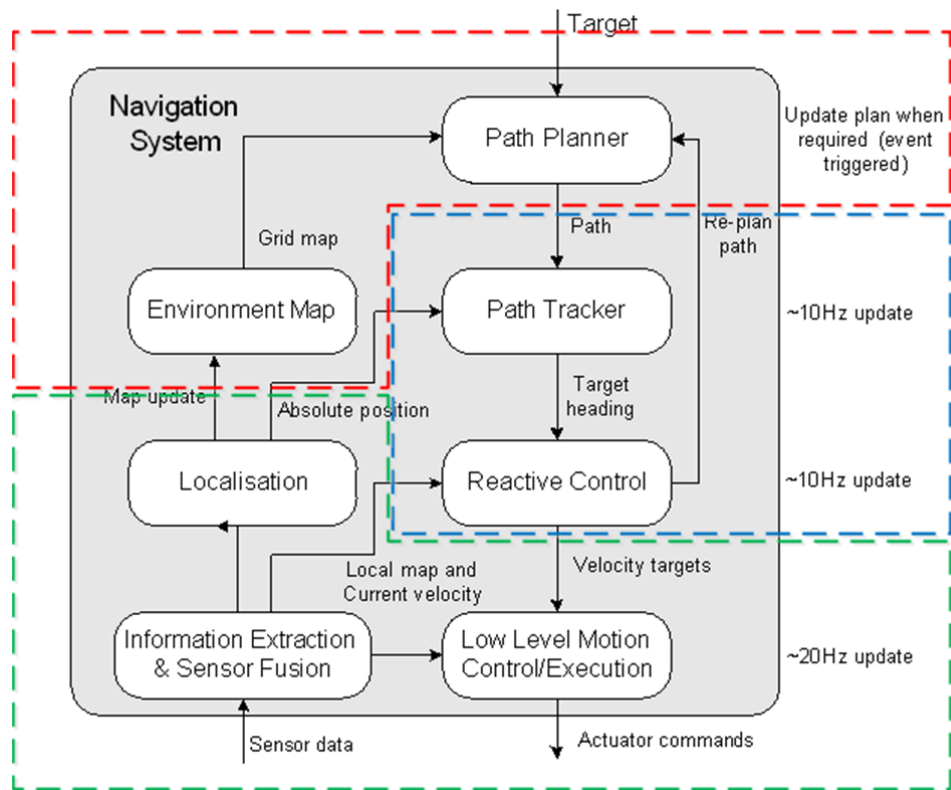 Target
Navigation
System
Path Planner
Update plan when
required (event
triggered)
Grid map
Path
Re-plan
path
Environment Map
Path Tracker
~10Hz update
Map update
Absolute position
Target
heading
Localisation
Reactive Control
~10Hz update
Local map and
Current velocity
Velocity targets
Information Extraction
& Sensor Fusion
Low Level Motion
Control/Execution
~20Hz update
Sensor data
Actuator commands